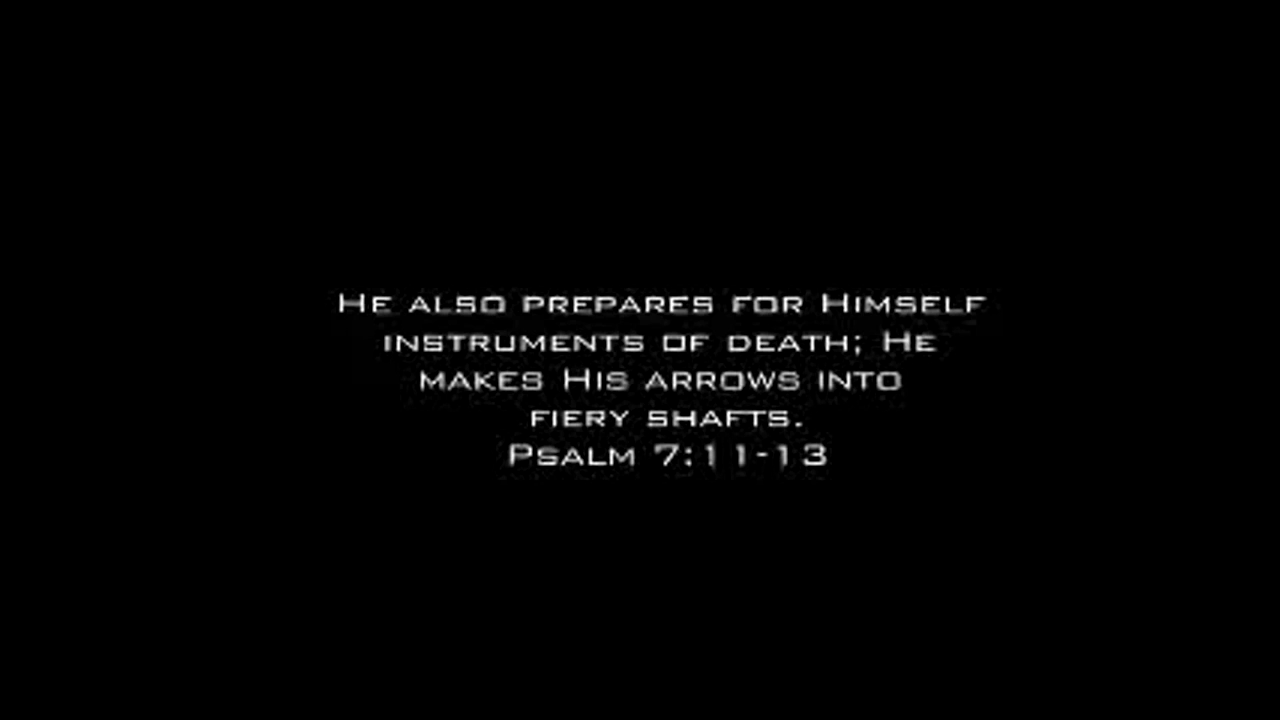 He also prepares for Himself
instruments of death; He
makes His arrows into
fiery shafts.
Psalm 7:11-13